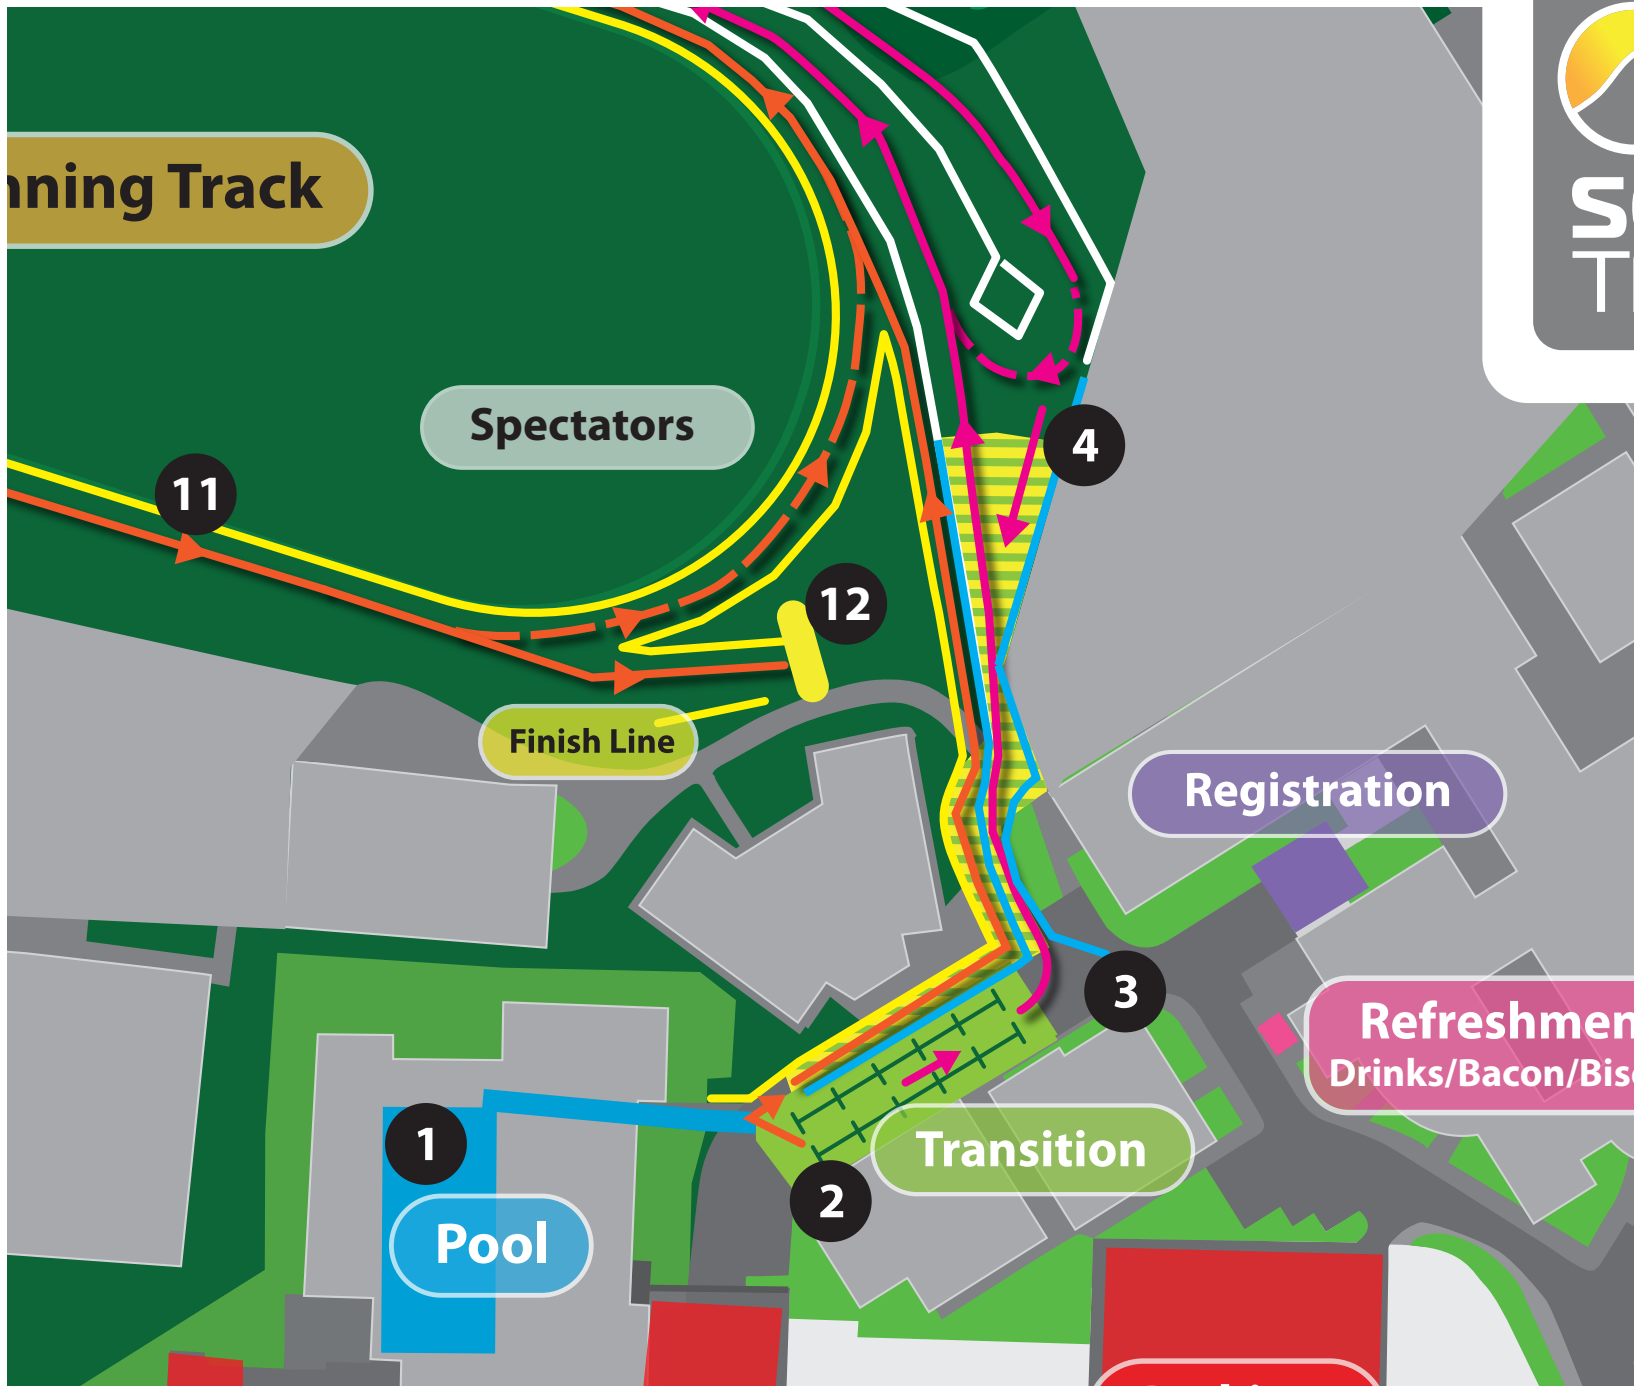 nning Track
Spectators
11
4
12
Finish Line
Registration
3
Refreshmen
Drinks/Bacon/Bis
1
Transition
2
Pool